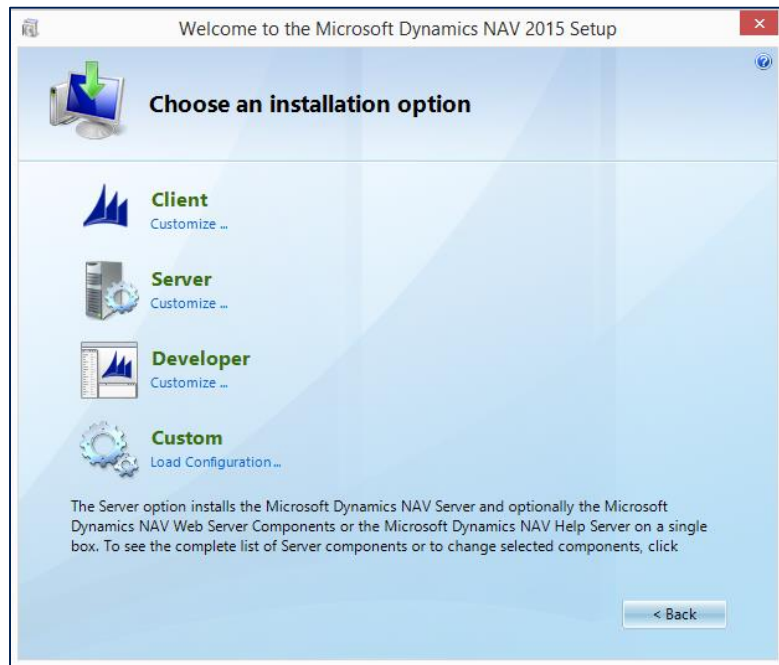 Welcome to the Microsoft Dynamics NAV 2015 Setup
Choose an installation option
Client
Customize ...
Server
Customize ...
Developer
Customize ...
Custom
Load Configuration...
The Server option installs the Microsoft Dynamics NAV Server and optionally the Microsoft
Dynamics NAV Web Server Components or the Microsoft Dynamics NAV Help Server on a single
box. To see the complete list of Server components or to change selected components, click
< Back